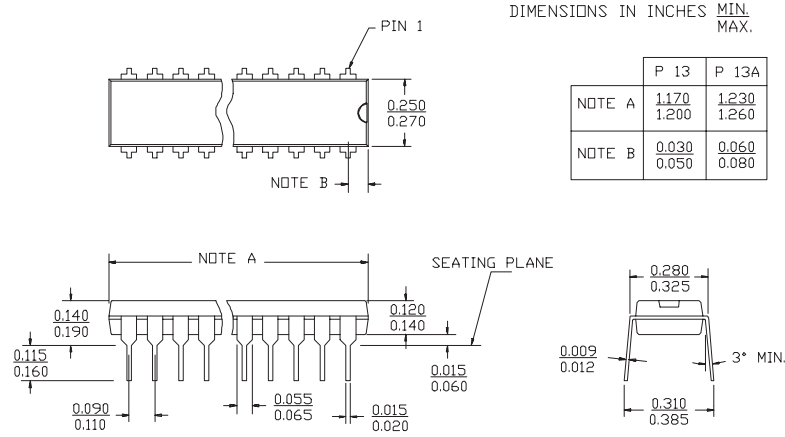 DIMENSIONS IN INCHES MIN.
MAX.
PIN 1
P 13 P 13A
NOTE A 1.170 1.230
1.200 1.260
NOTE B 0.030 0.060
0.050 0.080
0.250
0.270
NOTE B
NOTE A
SEATING PLANE
0.140
0.190
0.120
0.140
0.115
0.160
0.015
0.060
0.090
0.110
0.055
0.065
0.015
0.020
0.280
0.325
0.009
0.012
3° MIN.
0.310
0.385